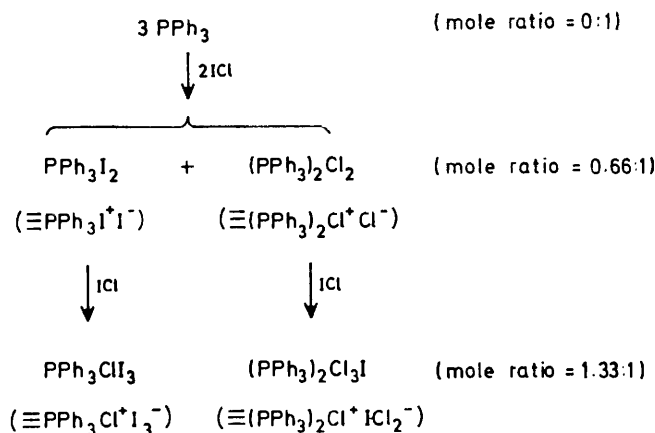 3 PPh₃ (mole ratio = 0:1)
2ICl
PPh₃I₂ + (PPh₃)₂Cl₂ (mole ratio = 0.66:1)
(≡PPh₃I⁺I⁻) (≡(PPh₃)₂Cl⁺Cl⁻)
ICl ICl
PPh₃ClI₃ (PPh₃)₂Cl₃I (mole ratio = 1.33:1)
(≡PPh₃Cl⁺I₃⁻) (≡(PPh₃)₂Cl⁺ICl₂⁻)